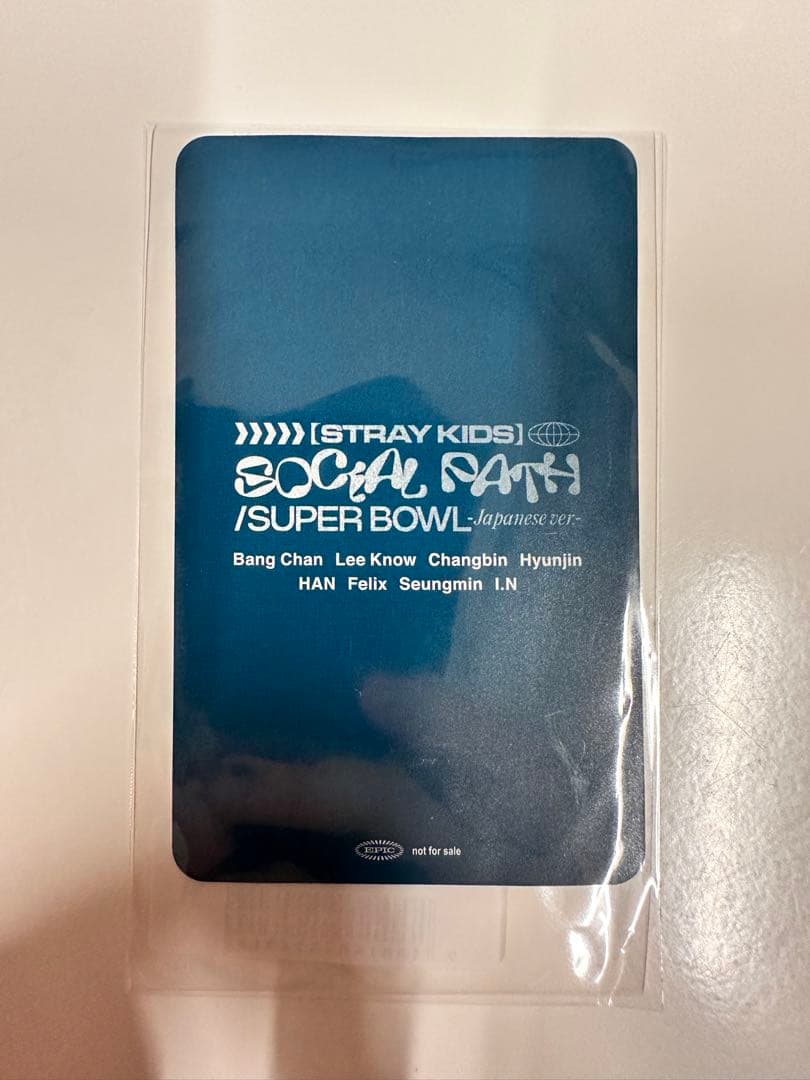 [STRAY KIDS]
SOCIAL PATH
/SUPER BOWL-Japanese ver.-
Bang Chan Lee Know Changbin Hyunjin
HAN Felix Seungmin I.N
EPIC not for sale